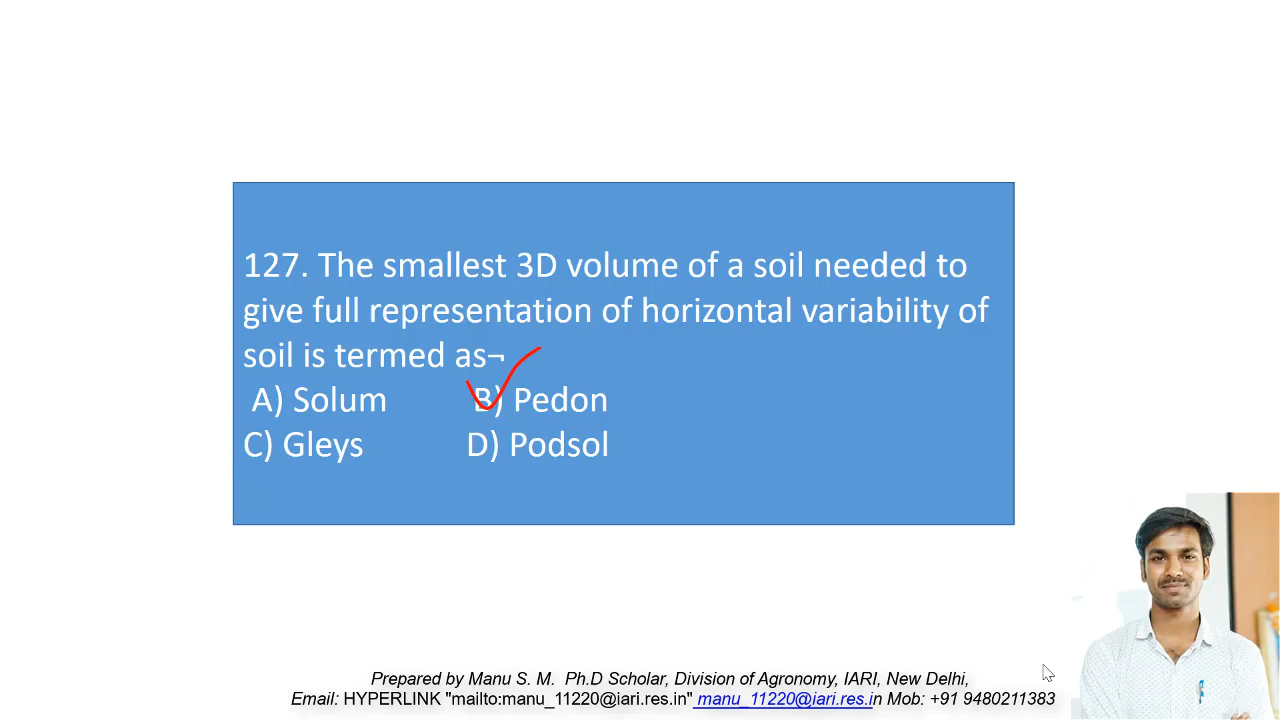 127. The smallest 3D volume of a soil needed to
give full representation of horizontal variability of
soil is termed as¬
A) Solum B) Pedon
C) Gleys D) Podsol
Prepared by Manu S. M. Ph.D Scholar, Division of Agronomy, IARI, New Delhi,
Email: HYPERLINK "mailto:manu_11220@iari.res.in" manu_11220@iari.res.in Mob: +91 9480211383